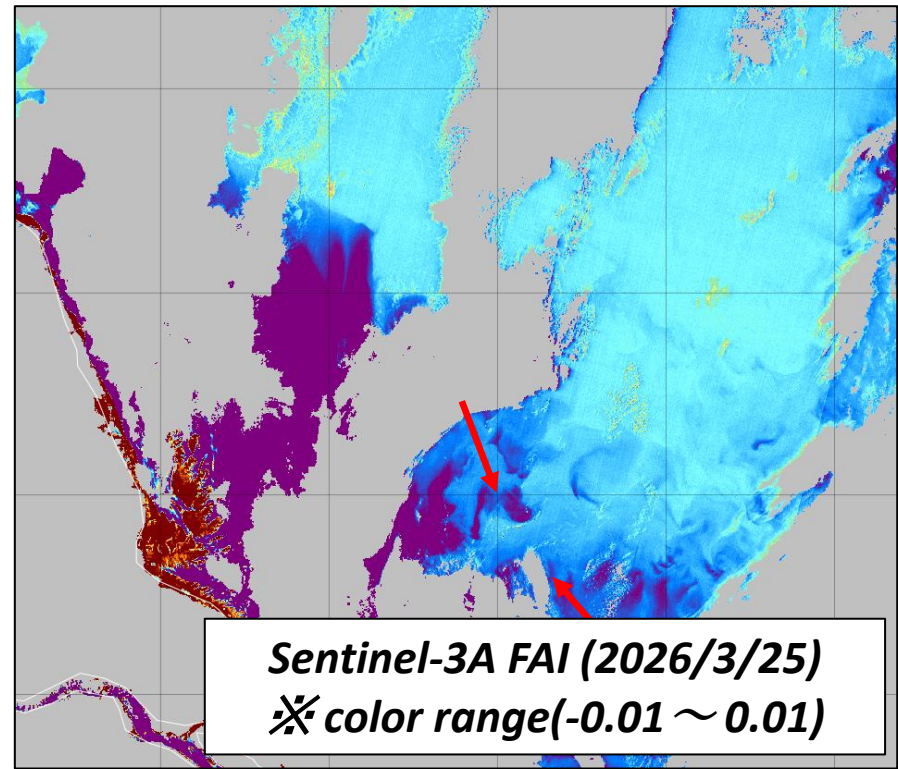 Sentinel-3A FAI (2026/3/25)
※ color range(-0.01～0.01)